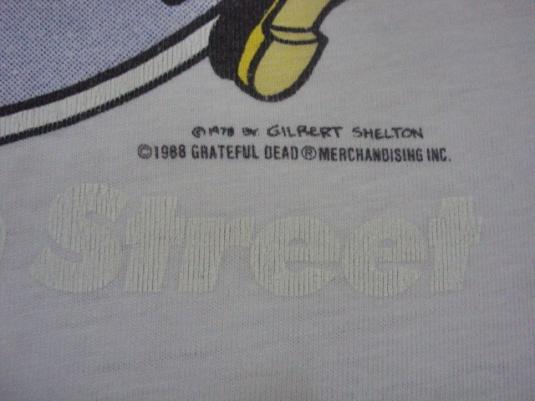 © 1978 BY GILBERT SHELTON
©1988 GRATEFUL DEAD® MERCHANDISING INC.
Street